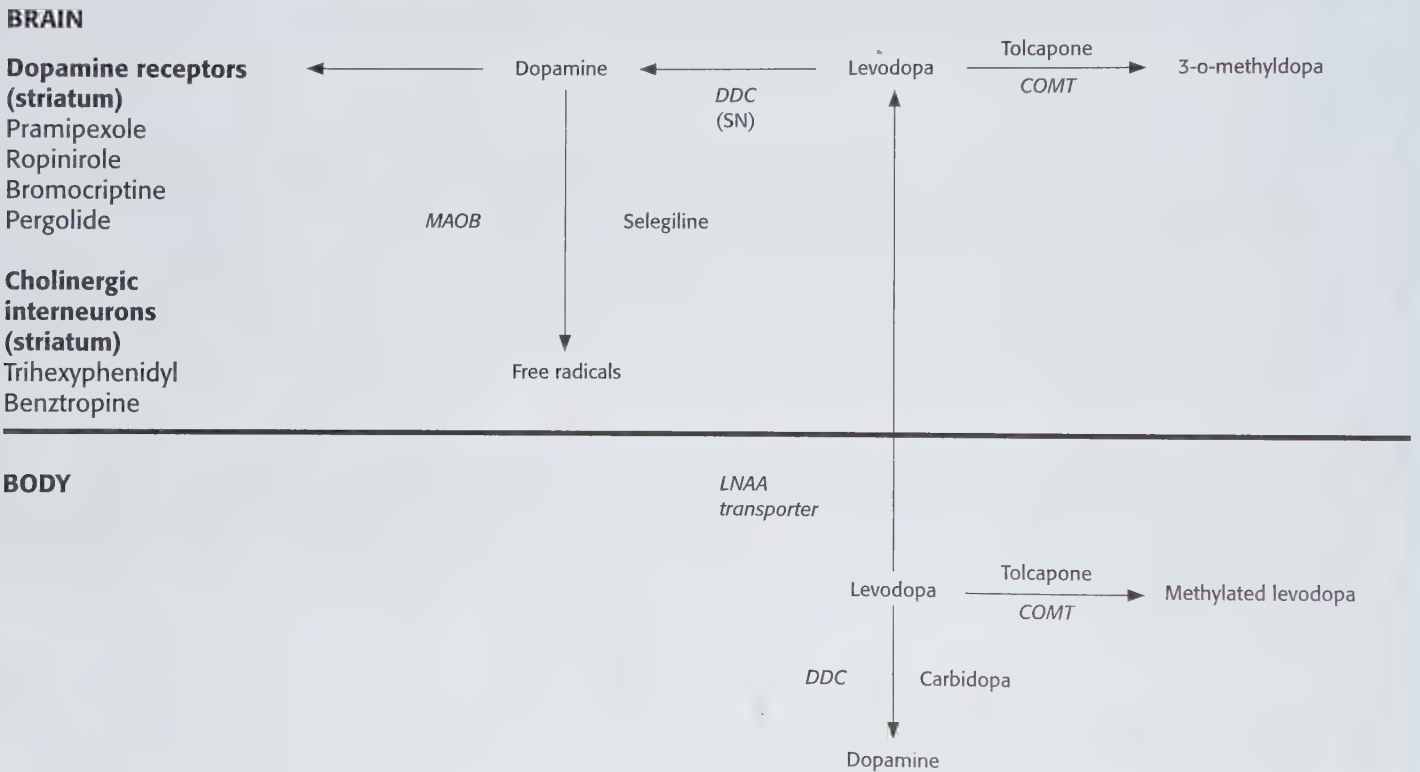 BRAIN
Dopamine receptors
(striatum)
Pramipexole
Ropinirole
Bromocriptine
Pergolide
Cholinergic
interneurons
(striatum)
Trihexyphenidyl
Benztropine
Dopamine
DDC
(SN)
Levodopa
Tolcapone
COMT
3-o-methyldopa
MAOB
Selegiline
Free radicals
BODY
LNAA
transporter
Levodopa
Tolcapone
COMT
Methylated levodopa
DDC
Carbidopa
Dopamine